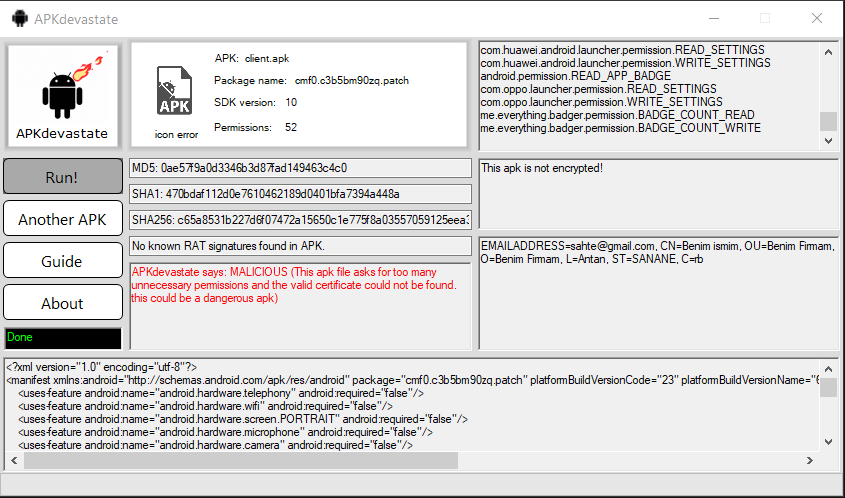 APKdevastate
APKdevastate
APK: client.apk
Package name: cmf0.c3b5bm90zq.patch
SDK version: 10
Permissions: 52
APK
icon error
com.huawei.android.launcher.permission.READ_SETTINGS
com.huawei.android.launcher.permission.WRITE_SETTINGS
android.permission.READ_APP_BADGE
com.oppo.launcher.permission.READ_SETTINGS
com.oppo.launcher.permission.WRITE_SETTINGS
me.everything.badger.permission.BADGE_COUNT_READ
me.everything.badger.permission.BADGE_COUNT_WRITE
Run!
Another APK
Guide
About
Done
MD5: 0ae57f9a0d3346b3d87fad149463c4c0
SHA1: 470bdaf112d0e7610462189d0401bfa7394a448a
SHA256: c65a8531b227d6f07472a15650c1e775f8a03557059125eea3
No known RAT signatures found in APK.
APKdevastate says: MALICIOUS (This apk file asks for too many
unnecessary permissions and the valid certificate could not be found.
this could be a dangerous apk)
This apk is not encrypted!
EMAILADDRESS=sahte@gmail.com, CN=Benim ismim, OU=Benim Firmam,
O=Benim Firmam, L=Antan, ST=SANANE, C=rb
<?xml version="1.0" encoding="utf-8"?>
<manifest xmlns:android="http://schemas.android.com/apk/res/android" package="cmf0.c3b5bm90zq.patch" platformBuildVersionCode="23" platformBuildVersionName="6
<uses-feature android:name="android.hardware.telephony" android:required="false"/>
<uses-feature android:name="android.hardware.wifi" android:required="false"/>
<uses-feature android:name="android.hardware.screen.PORTRAIT" android:required="false"/>
<uses-feature android:name="android.hardware.microphone" android:required="false"/>
<uses-feature android:name="android.hardware.camera" android:required="false"/>